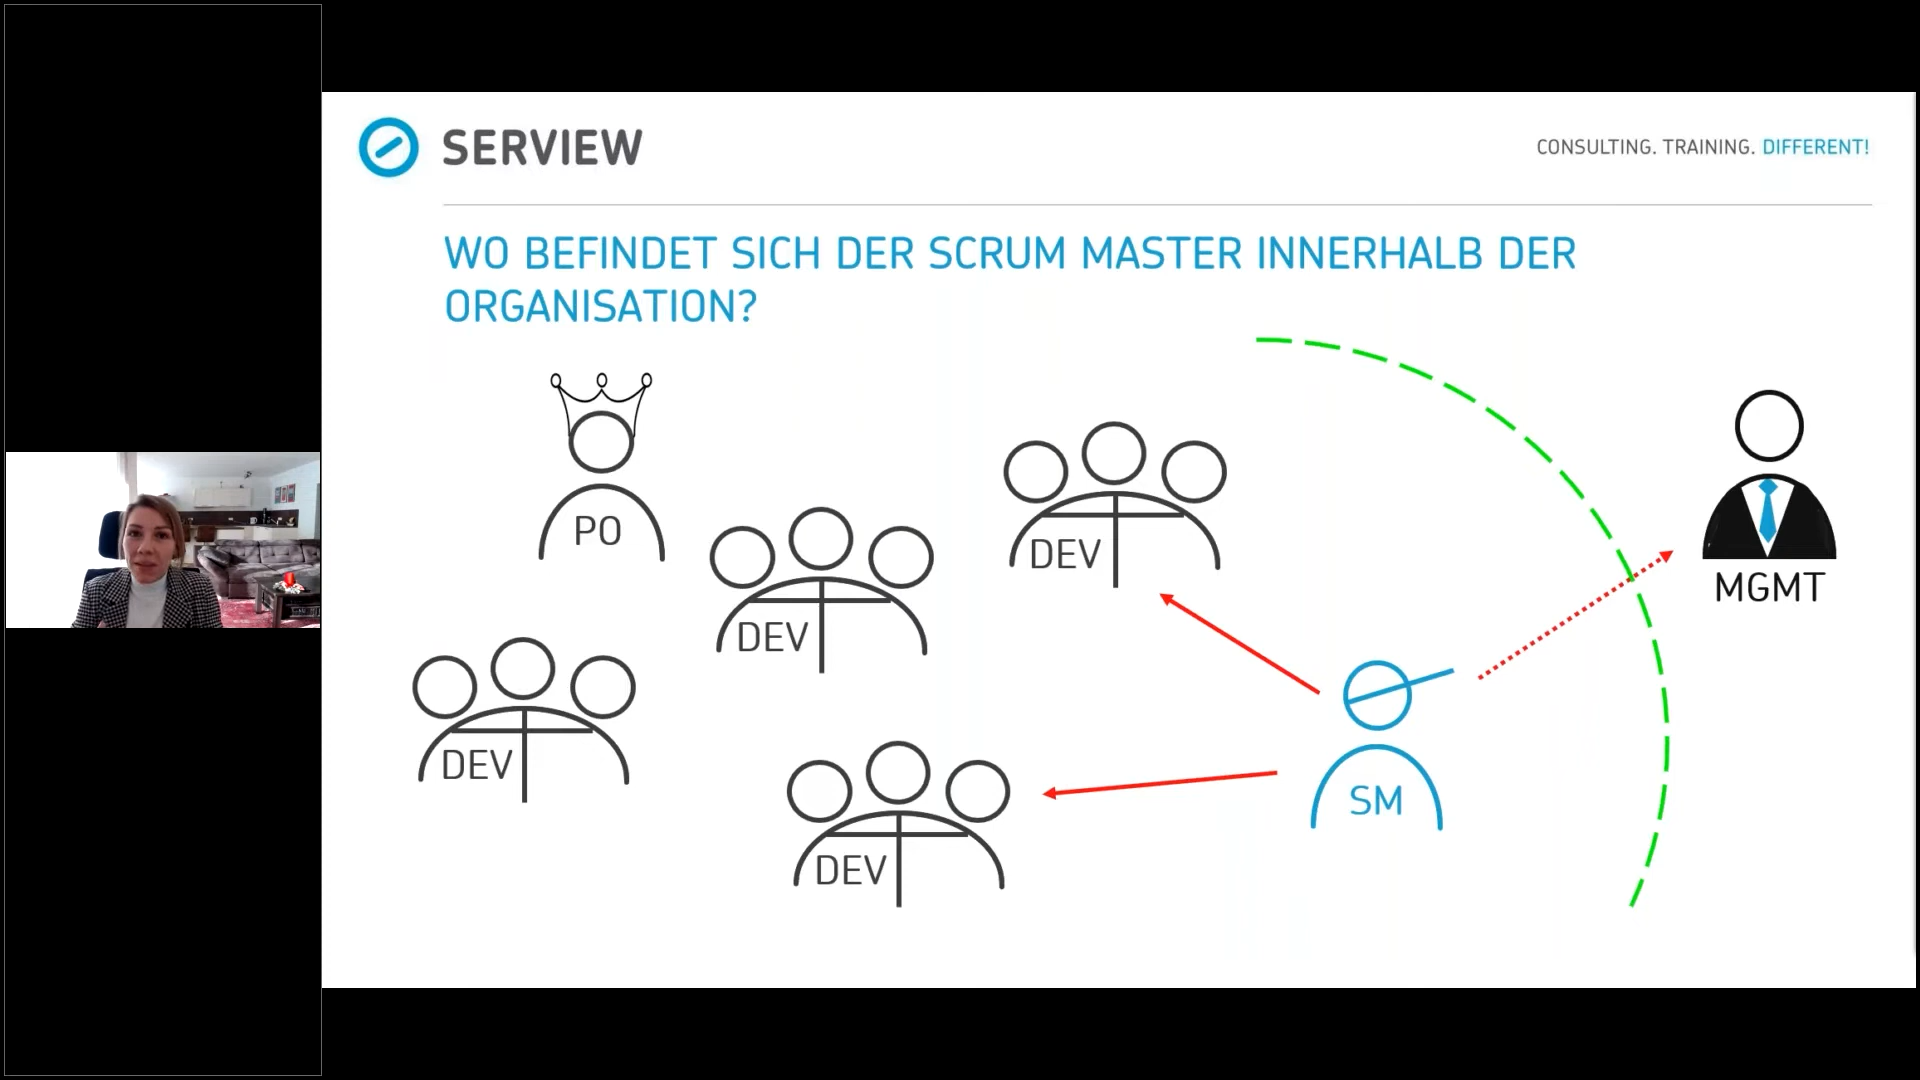 SERVIEW
CONSULTING. TRAINING. DIFFERENT!
WO BEFINDET SICH DER SCRUM MASTER INNERHALB DER
ORGANISATION?
PO
DEV
DEV
MGMT
DEV
SM
DEV